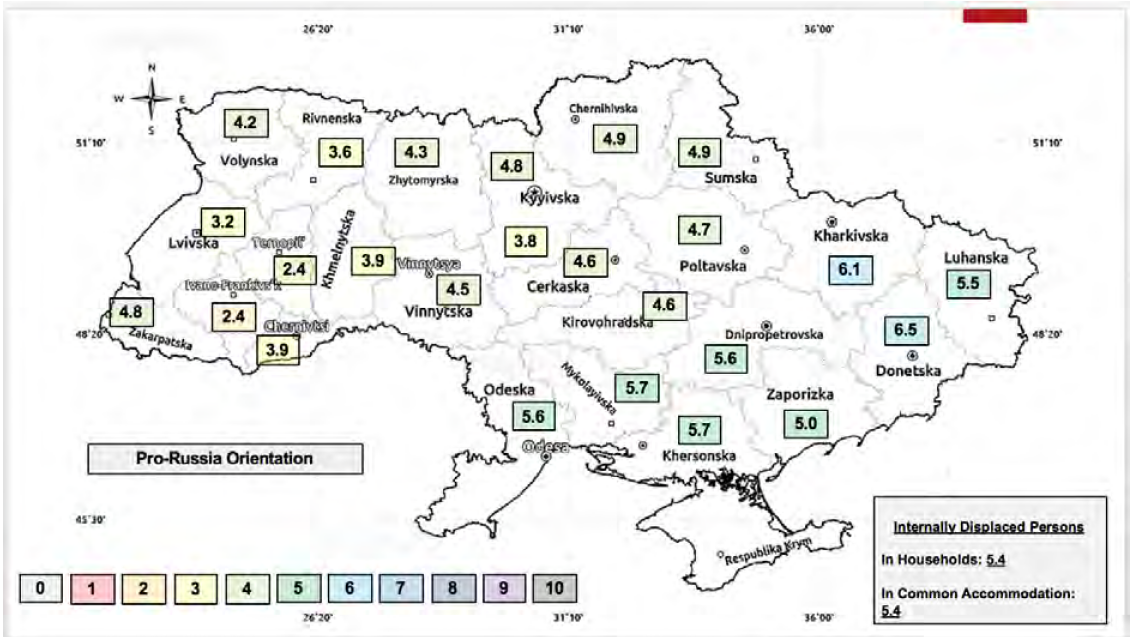 26˚20'
31˚10'
36˚00'
N
W E
S
51˚10'
51˚10'
4.2
Volynska
Rivnenska
3.6
4.3
Zhytomyrska
4.8
Kyyivska
Chernihivska
4.9
4.9
Sumska
3.2
Lvivska
Ternopil'
2.4
Khmelnytska
3.9
Vinnytsya
4.5
Vinnytska
3.8
4.6
Cerkaska
4.7
Poltavska
Kharkivska
6.1
Luhanska
5.5
Ivano-Frankivs'k
2.4
4.8
Zakarpatska
Chernivtsi
3.9
48˚20'
48˚20'
4.6
Kirovohradska
Dnipropetrovska
5.6
6.5
Donetska
Odeska
5.6
Odesa
Mykolayivska
5.7
5.7
Khersonska
Zaporizka
5.0
Pro-Russia Orientation
45˚30'
Respublika Krym
Internally Displaced Persons
In Households: 5.4
In Common Accommodation:
5.4
0 1 2 3 4 5 6 7 8 9 10
26˚20'
31˚10'
36˚00'